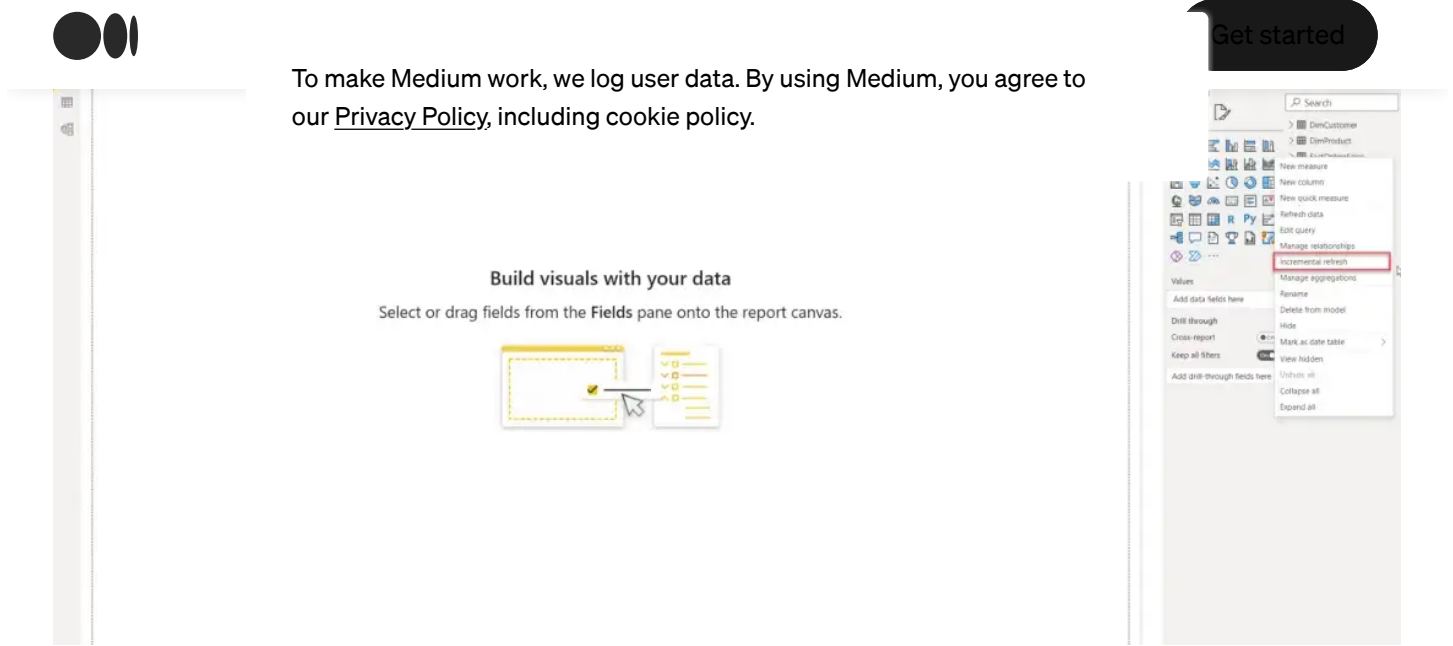 Get started
To make Medium work, we log user data. By using Medium, you agree to
our Privacy Policy, including cookie policy.
Search
DimCustomer
DimProduct
New measure
New column
New quick measure
Refresh data
Edit query
Manage relationships
Incremental refresh
Manage aggregations
Rename
Delete from model
Hide
Mark as date table
View hidden
Unhide all
Collapse all
Expand all
R Py
Values
Add data fields here
Drill through
Cross-report
Keep all filters
Add drill-through fields here
Build visuals with your data
Select or drag fields from the Fields pane onto the report canvas.